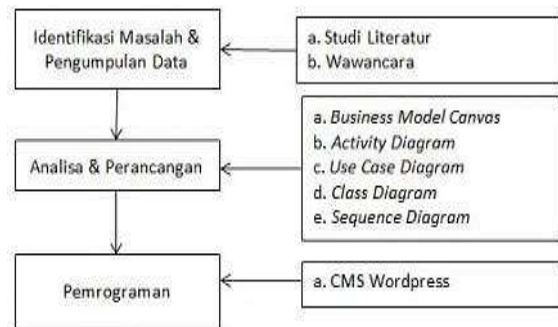 Identifikasi Masalah &
Pengumpulan Data
a. Studi Literatur
b. Wawancara
Analisa & Perancangan
a. Business Model Canvas
b. Activity Diagram
c. Use Case Diagram
d. Class Diagram
e. Sequence Diagram
Pemrograman
a. CMS Wordpress